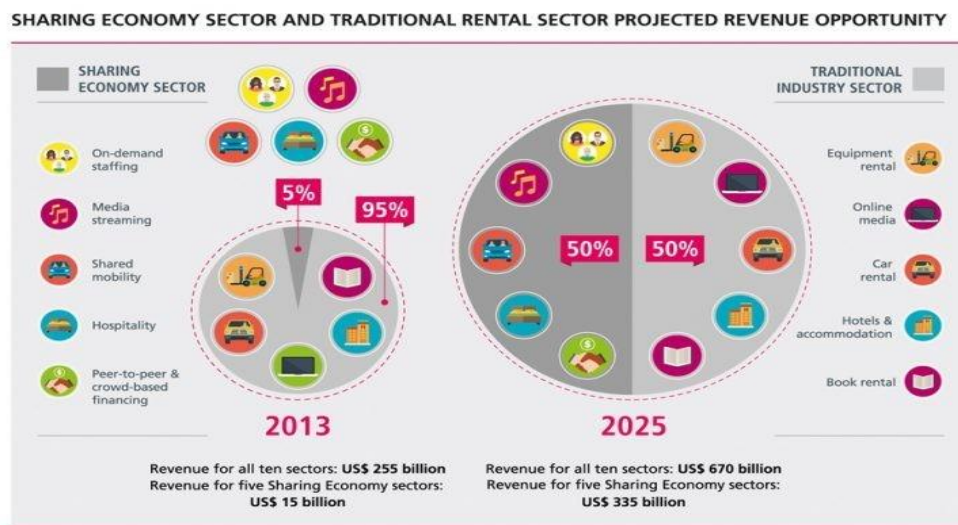 SHARING ECONOMY SECTOR AND TRADITIONAL RENTAL SECTOR PROJECTED REVENUE OPPORTUNITY
SHARING
ECONOMY SECTOR
On-demand
staffing
Media
streaming
Shared
mobility
Hospitality
Peer-to-peer &
crowd-based
financing
5%
95%
2013
50%
50%
2025
TRADITIONAL
INDUSTRY SECTOR
Equipment
rental
Online
media
Car
rental
Hotels &
accommodation
Book rental
Revenue for all ten sectors: US$ 255 billion
Revenue for five Sharing Economy sectors:
US$ 15 billion
Revenue for all ten sectors: US$ 670 billion
Revenue for five Sharing Economy sectors:
US$ 335 billion